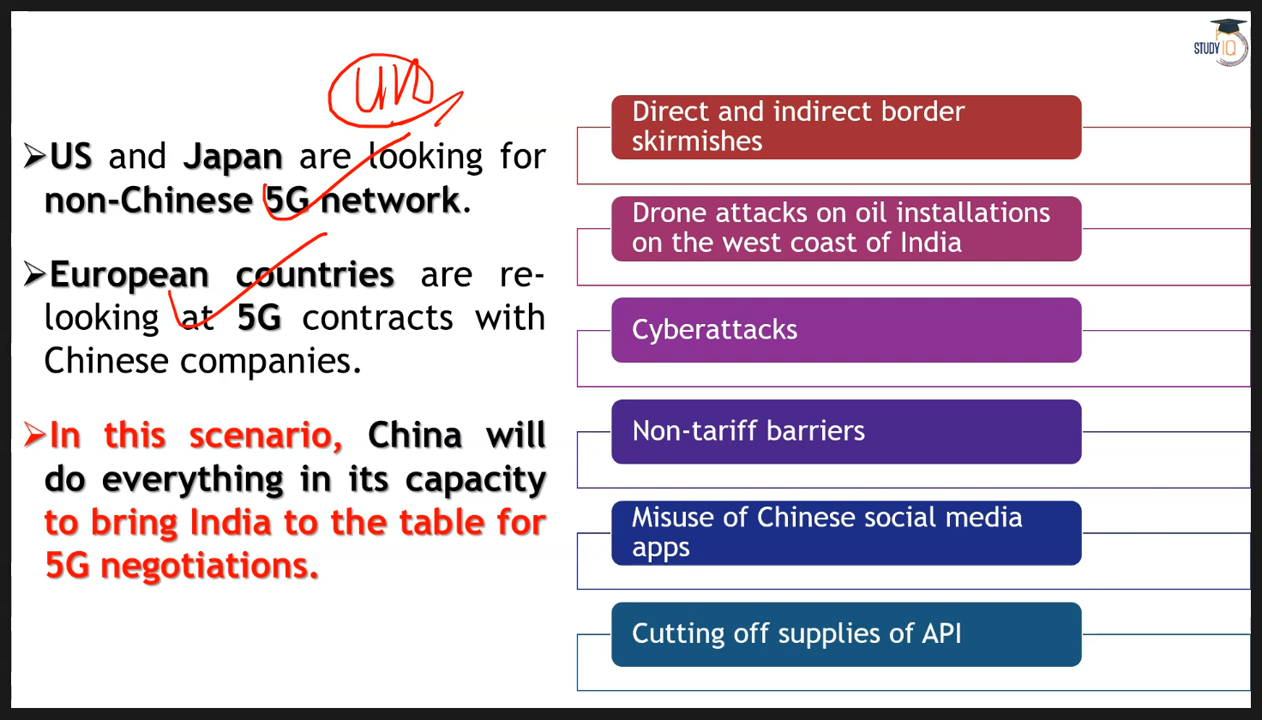 STUDY IQ
➢US and Japan are looking for
non-Chinese 5G network.
➢European countries are re-
looking at 5G contracts with
Chinese companies.
➢In this scenario, China will
do everything in its capacity
to bring India to the table for
5G negotiations.
Direct and indirect border
skirmishes
Drone attacks on oil installations
on the west coast of India
Cyberattacks
Non-tariff barriers
Misuse of Chinese social media
apps
Cutting off supplies of API